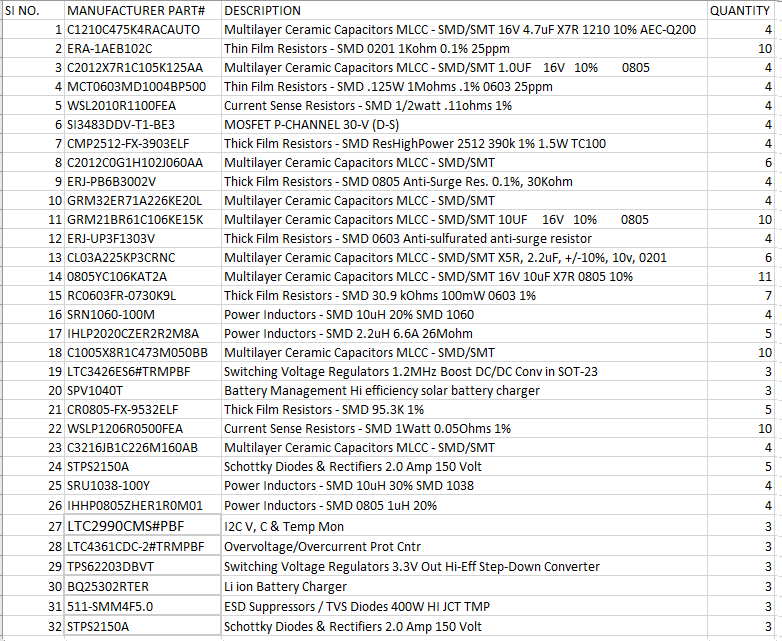 SI NO. MANUFACTURER PART# DESCRIPTION QUANTITY
1 C1210C475K4RACAUTO Multilayer Ceramic Capacitors MLCC - SMD/SMT 16V 4.7uF X7R 1210 10% AEC-Q200 4
2 ERA-1AEB102C Thin Film Resistors - SMD 0201 1Kohm 0.1% 25ppm 10
3 C2012X7R1C105K125AA Multilayer Ceramic Capacitors MLCC - SMD/SMT 1.0UF 16V 10% 0805 4
4 MCT0603MD1004BP500 Thin Film Resistors - SMD .125W 1Mohms .1% 0603 25ppm 4
5 WSL2010R1100FEA Current Sense Resistors - SMD 1/2watt .11ohms 1% 4
6 SI3483DDV-T1-BE3 MOSFET P-CHANNEL 30-V (D-S) 4
7 CMP2512-FX-3903ELF Thick Film Resistors - SMD ResHighPower 2512 390k 1% 1.5W TC100 4
8 C2012C0G1H102J060AA Multilayer Ceramic Capacitors MLCC - SMD/SMT 6
9 ERJ-PB6B3002V Thick Film Resistors - SMD 0805 Anti-Surge Res. 0.1%, 30Kohm 4
10 GRM32ER71A226KE20L Multilayer Ceramic Capacitors MLCC - SMD/SMT 4
11 GRM21BR61C106KE15K Multilayer Ceramic Capacitors MLCC - SMD/SMT 10UF 16V 10% 0805 10
12 ERJ-UP3F1303V Thick Film Resistors - SMD 0603 Anti-sulfurated anti-surge resistor 4
13 CL03A225KP3CRNC Multilayer Ceramic Capacitors MLCC - SMD/SMT X5R, 2.2uF, +/-10%, 10v, 0201 6
14 0805YC106KAT2A Multilayer Ceramic Capacitors MLCC - SMD/SMT 16V 10uF X7R 0805 10% 11
15 RC0603FR-0730K9L Thick Film Resistors - SMD 30.9 kOhms 100mW 0603 1% 7
16 SRN1060-100M Power Inductors - SMD 10uH 20% SMD 1060 4
17 IHLP2020CZER2R2M8A Power Inductors - SMD 2.2uH 6.6A 26Mohm 5
18 C1005X8R1C473M050BB Multilayer Ceramic Capacitors MLCC - SMD/SMT 10
19 LTC3426ES6#TRMPBF Switching Voltage Regulators 1.2MHz Boost DC/DC Conv in SOT-23 3
20 SPV1040T Battery Management Hi efficiency solar battery charger 3
21 CR0805-FX-9532ELF Thick Film Resistors - SMD 95.3K 1% 5
22 WSLP1206R0500FEA Current Sense Resistors - SMD 1Watt 0.05Ohms 1% 10
23 C3216JB1C226M160AB Multilayer Ceramic Capacitors MLCC - SMD/SMT 4
24 STPS2150A Schottky Diodes & Rectifiers 2.0 Amp 150 Volt 5
25 SRU1038-100Y Power Inductors - SMD 10uH 30% SMD 1038 4
26 IHHP0805ZHER1R0M01 Power Inductors - SMD 0805 1uH 20% 4
27 LTC2990CMS#PBF I2C V, C & Temp Mon 3
28 LTC4361CDC-2#TRMPBF Overvoltage/Overcurrent Prot Cntr 3
29 TPS62203DBVT Switching Voltage Regulators 3.3V Out Hi-Eff Step-Down Converter 3
30 BQ25302RTER Li ion Battery Charger 3
31 511-SMM4F5.0 ESD Suppressors / TVS Diodes 400W HI JCT TMP 3
32 STPS2150A Schottky Diodes & Rectifiers 2.0 Amp 150 Volt 3